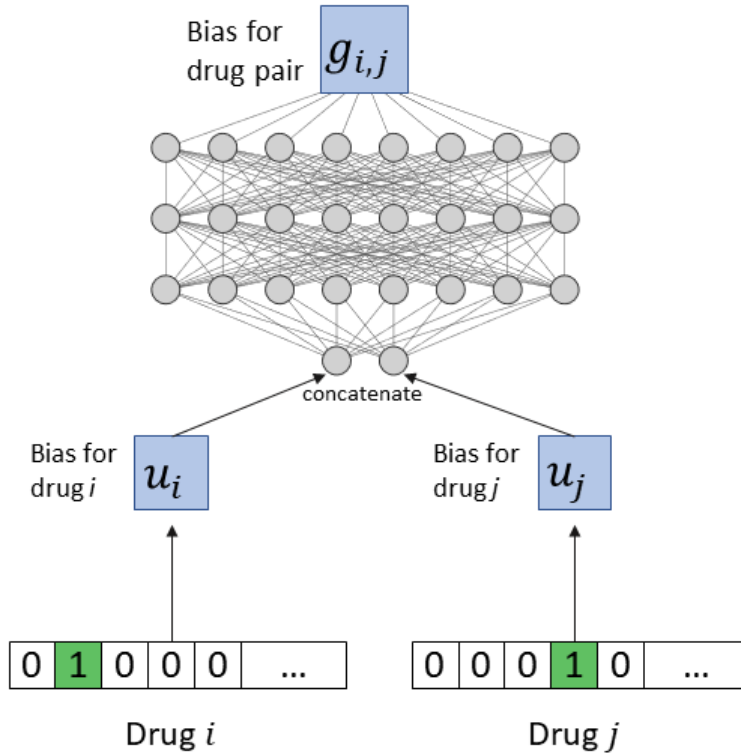 Bias for
drug pair
g_{i,j}
concatenate
Bias for
drug i
u_i
Bias for
drug j
u_j
0 1 0 0 0 ...
0 0 0 1 0 ...
Drug i
Drug j